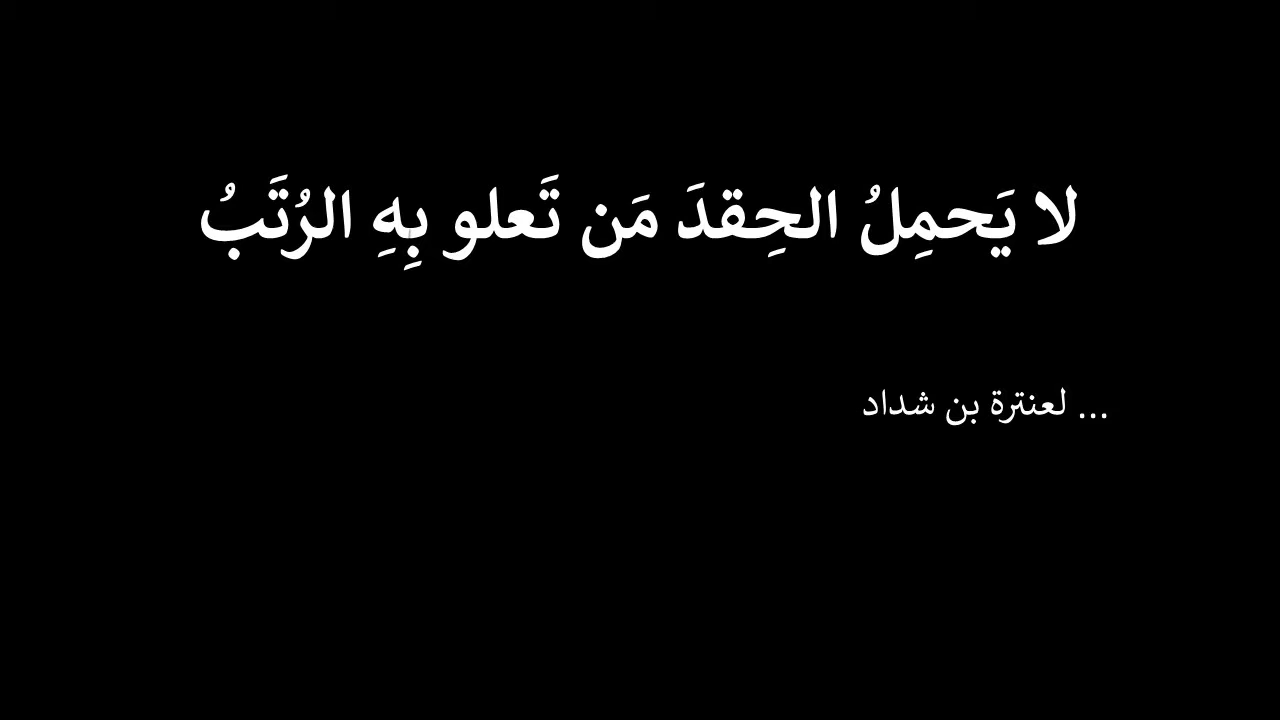 لا يَحمِلُ الحِقدَ مَن تَعلو بِهِ الرُتَبُ
... لعنترة بن شداد